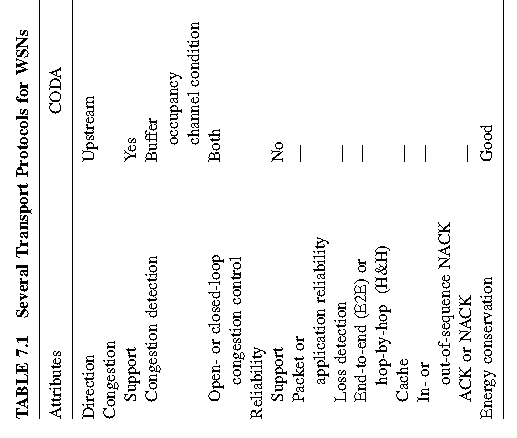 TABLE 7.1 Several Transport Protocols for WSNs
Attributes CODA
Direction Upstream
Congestion
Support Yes
Congestion detection Buffer
occupancy
channel condition
Open- or closed-loop Both
congestion control
Reliability
Support No
Packet or —
application reliability
Loss detection —
End-to-end (E2E) or —
hop-by-hop (H&H)
Cache —
In- or —
out-of-sequence NACK
ACK or NACK —
Energy conservation Good